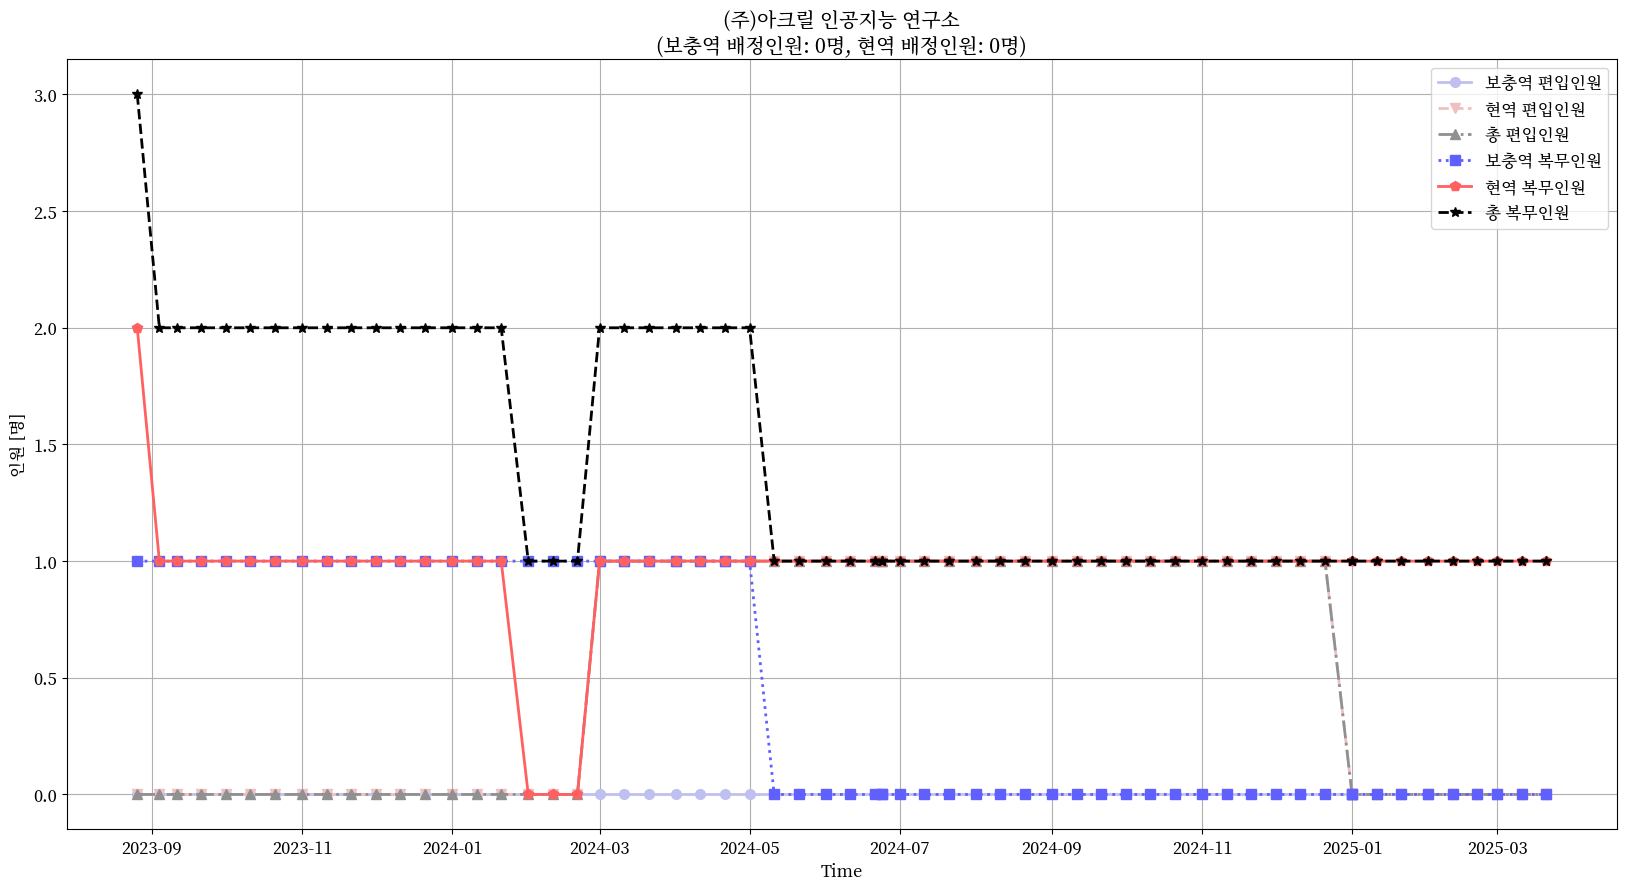 (주)아크릴 인공지능 연구소
(보충역 배정인원: 0명, 현역 배정인원: 0명)
보충역 편입인원
현역 편입인원
총 편입인원
보충역 복무인원
현역 복무인원
총 복무인원
인원 [명]
3.0
2.5
2.0
1.5
1.0
0.5
0.0
2023-09 2023-11 2024-01 2024-03 2024-05 2024-07 2024-09 2024-11 2025-01 2025-03
Time